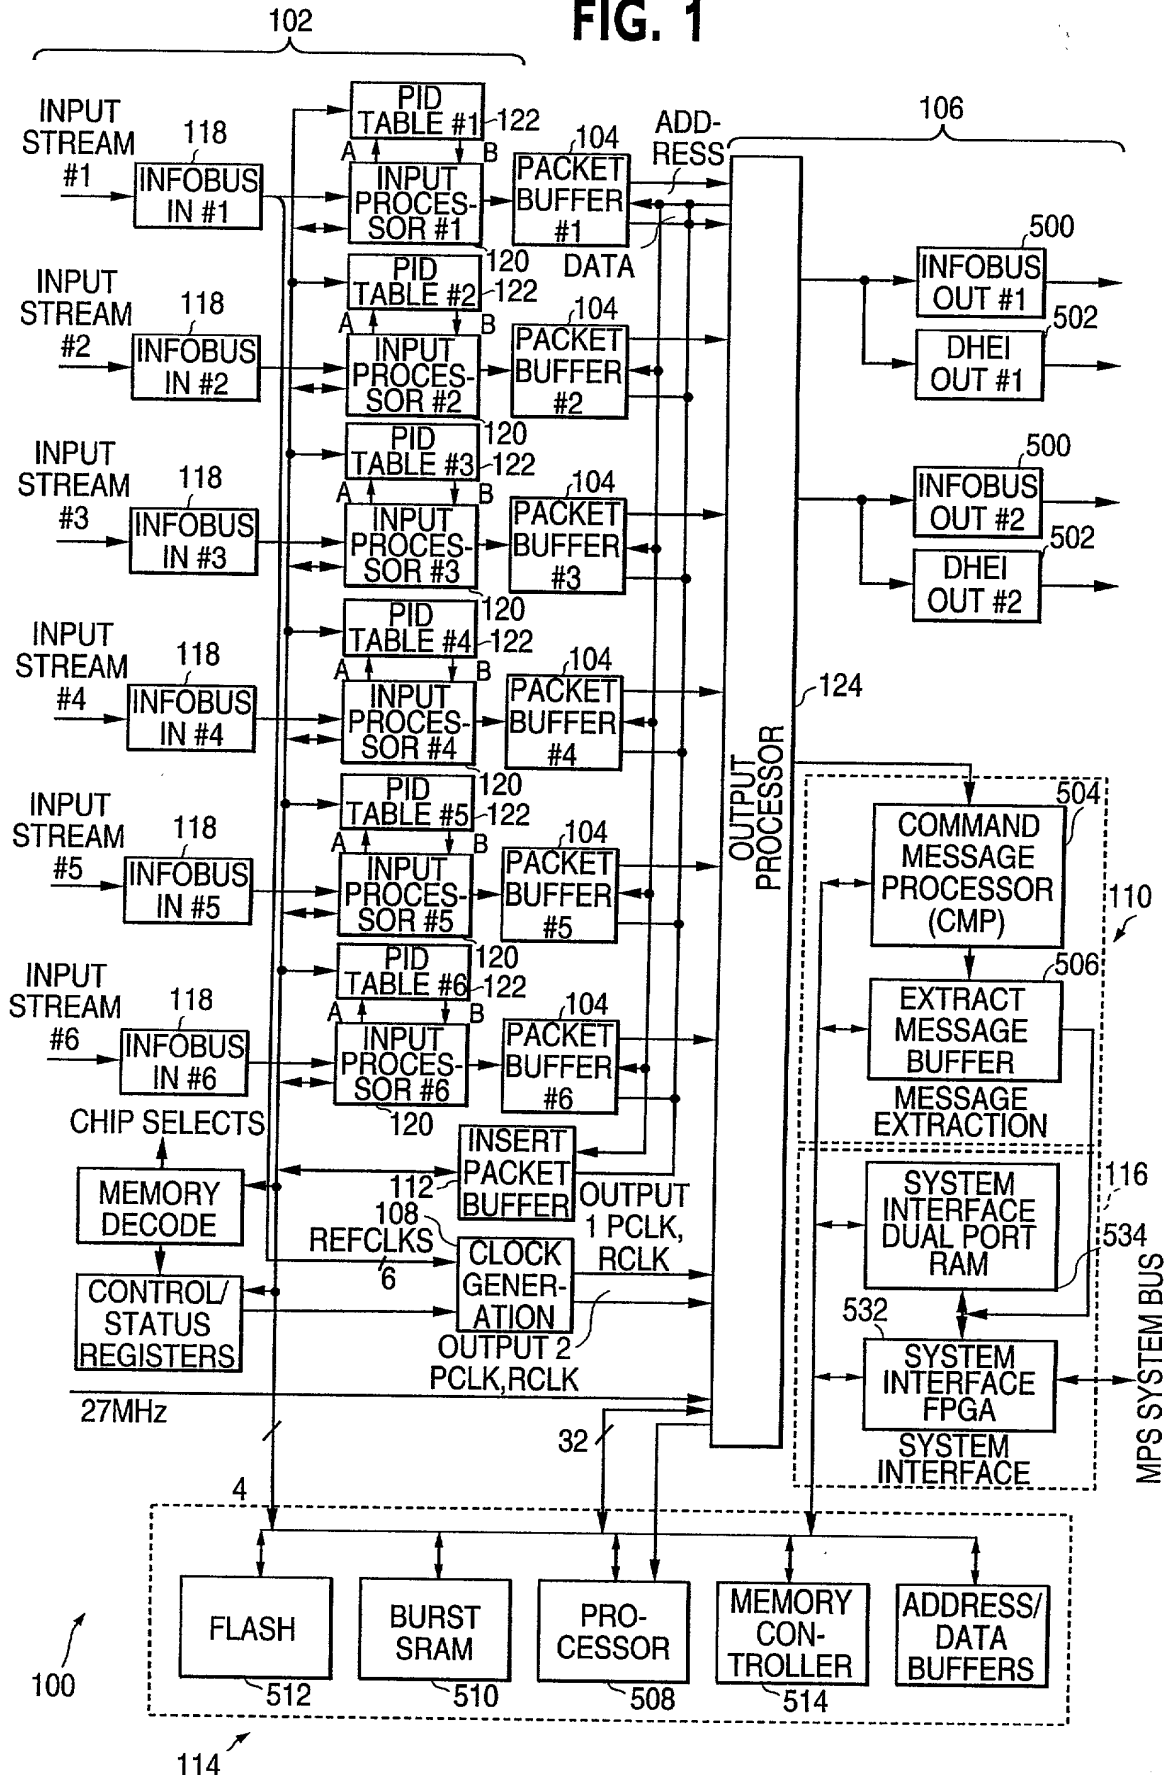 FIG. 1
102
INPUT
STREAM
#1
118
INFOBUS
IN #1
PID
TABLE #1
122
A
B
INPUT
PROCES-
SOR #1
120
104
PACKET
BUFFER
#1
ADD-
RESS
DATA
106
INPUT
STREAM
#2
118
INFOBUS
IN #2
PID
TABLE #2
122
A
B
INPUT
PROCES-
SOR #2
120
104
PACKET
BUFFER
#2
500
INFOBUS
OUT #1
502
DHEI
OUT #1
INPUT
STREAM
#3
118
INFOBUS
IN #3
PID
TABLE #3
122
A
B
INPUT
PROCES-
SOR #3
120
104
PACKET
BUFFER
#3
500
INFOBUS
OUT #2
502
DHEI
OUT #2
INPUT
STREAM
#4
118
INFOBUS
IN #4
PID
TABLE #4
122
A
B
INPUT
PROCES-
SOR #4
120
104
PACKET
BUFFER
#4
124
OUTPUT
PROCESSOR
INPUT
STREAM
#5
118
INFOBUS
IN #5
PID
TABLE #5
122
A
B
INPUT
PROCES-
SOR #5
120
104
PACKET
BUFFER
#5
504
COMMAND
MESSAGE
PROCESSOR
(CMP)
110
INPUT
STREAM
#6
118
INFOBUS
IN #6
PID
TABLE #6
122
A
B
INPUT
PROCES-
SOR #6
120
104
PACKET
BUFFER
#6
506
EXTRACT
MESSAGE
BUFFER
MESSAGE
EXTRACTION
CHIP SELECTS
MEMORY
DECODE
INSERT
PACKET
BUFFER
112
OUTPUT
1 PCLK,
RCLK
108
REFCLKS
6
CLOCK
GENER-
ATION
CONTROL/
STATUS
REGISTERS
OUTPUT 2
PCLK,RCLK
SYSTEM
INTERFACE
DUAL PORT
RAM
116
534
532
SYSTEM
INTERFACE
FPGA
SYSTEM
INTERFACE
MPS SYSTEM BUS
27MHz
32
4
FLASH
512
BURST
SRAM
510
PRO-
CESSOR
508
MEMORY
CON-
TROLLER
514
ADDRESS/
DATA
BUFFERS
100
114